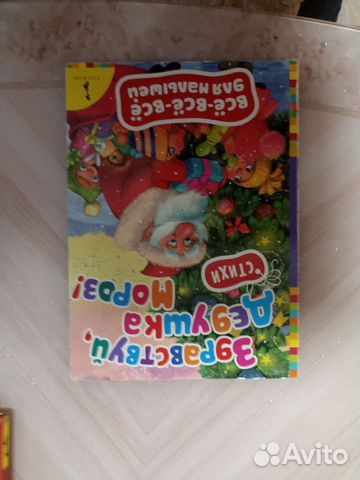 ВСЁ-ВСЁ-ВСЁ
ДЛЯ МАЛЫШЕЙ
СТИХИ
Здравствуй,
Дедушка
Мороз!
Avito